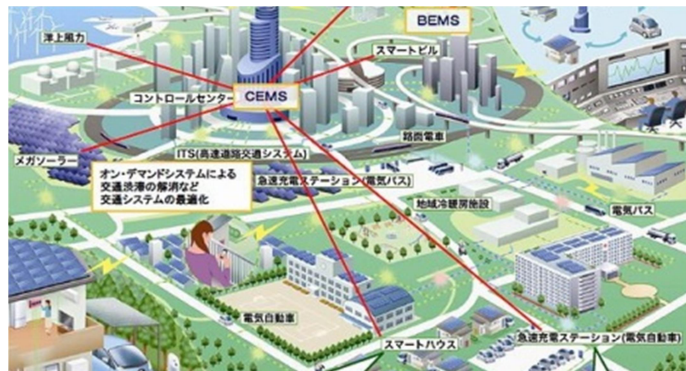 BEMS
洋上風力
スマートビル
コントロールセンター
CEMS
路面電車
メガソーラー
ITS(高速道路交通システム)
オン・デマンドシステムによる
交通渋滞の解消など
交通システムの最適化
急速充電ステーション(電気バス)
地域冷暖房施設
電気バス
電気自動車
スマートハウス
急速充電ステーション(電気自動車)